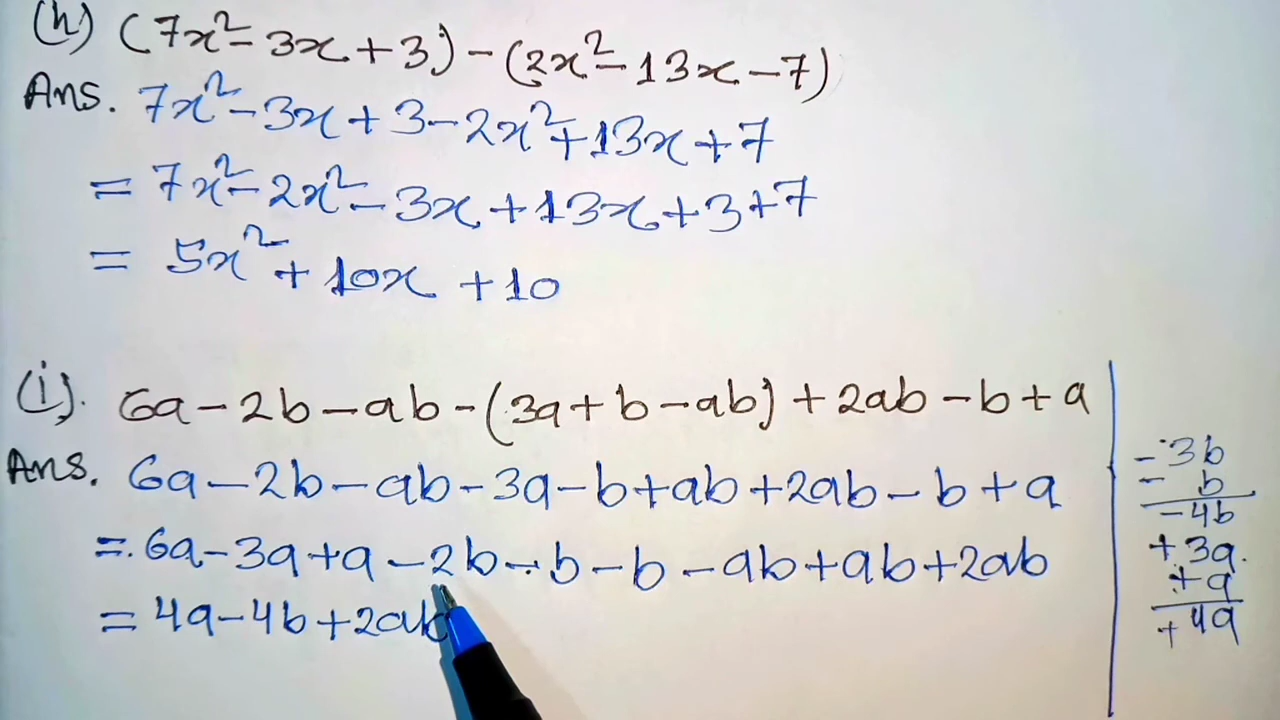 (h) (7x² - 3x + 3) - (2x² - 13x - 7)
Ans. 7x² - 3x + 3 - 2x² + 13x + 7
= 7x² - 2x² - 3x + 13x + 3 + 7
= 5x² + 10x + 10
(i). 6a - 2b - ab - (3a + b - ab) + 2ab - b + a
Ans. 6a - 2b - ab - 3a - b + ab + 2ab - b + a
= 6a - 3a + a - 2b - b - b - ab + ab + 2ab
= 4a - 4b + 2ab
- 3b
- b
- 4b
+ 3a
+ a
+ 4a